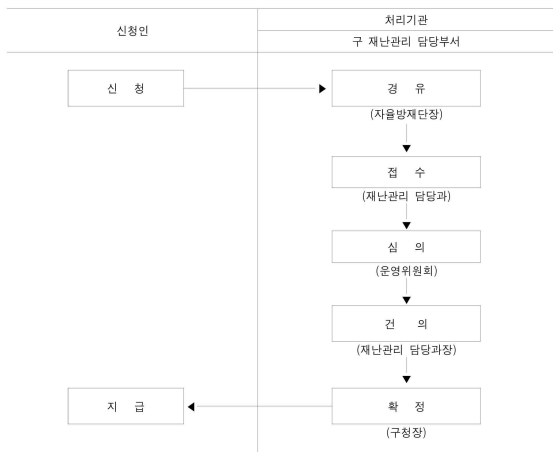 신청인
처리기관
구 재난관리 담당부서
신 청
경 유
(자율방재단장)
접 수
(재난관리 담당과)
심 의
(운영위원회)
건 의
(재난관리 담당과장)
지 급
확 정
(구청장)